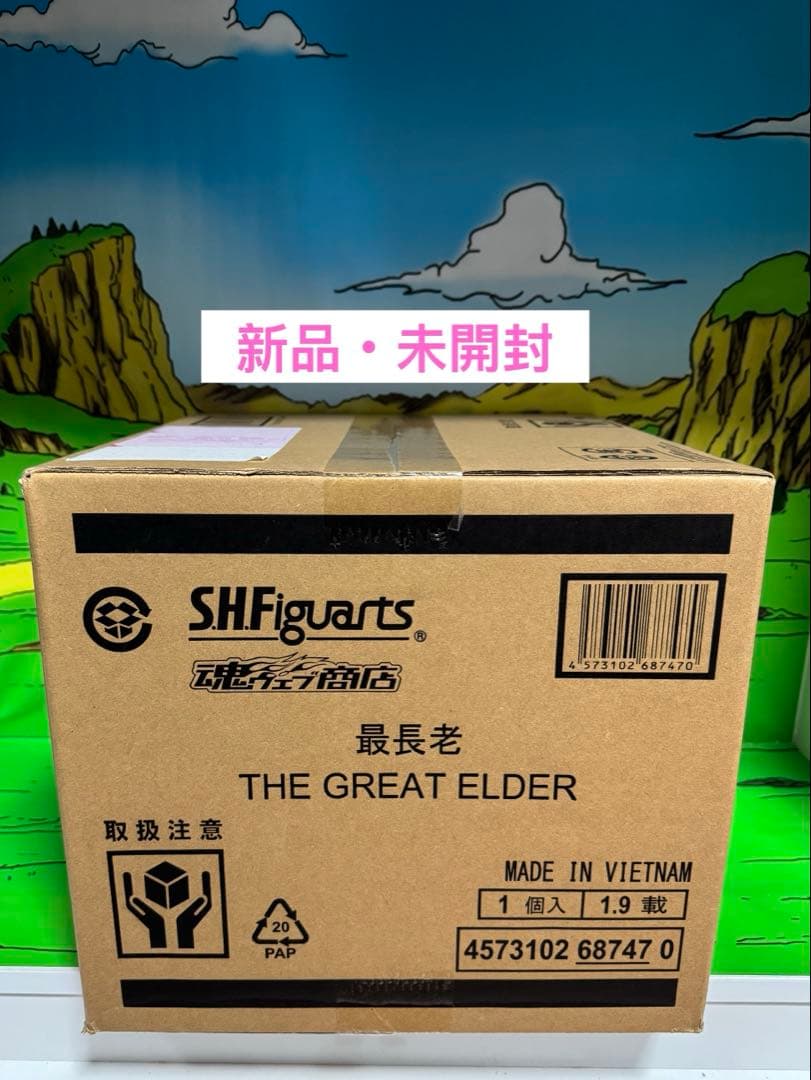 新品・未開封
S.H.Figuarts®
魂ウェブ商店
4 573102 687470
最長老
THE GREAT ELDER
取扱注意
MADE IN VIETNAM
1 個入 1.9 載
20
PAP
4573102 68747 0